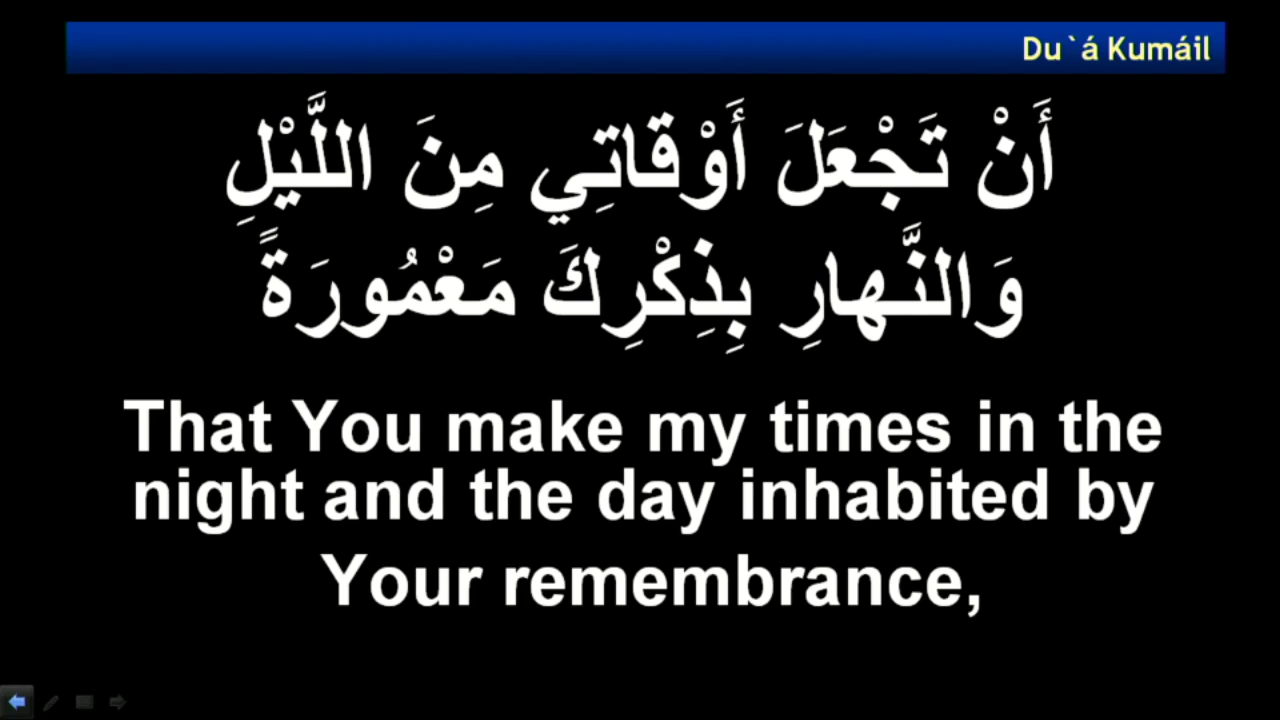 Du`á Kumáil
أَنْ تَجْعَلَ أَوْقَاتِي مِنَ اللَّيْلِ
وَالنَّهارِ بِذِكْرِكَ مَعْمُورَةً
That You make my times in the
night and the day inhabited by
Your remembrance,